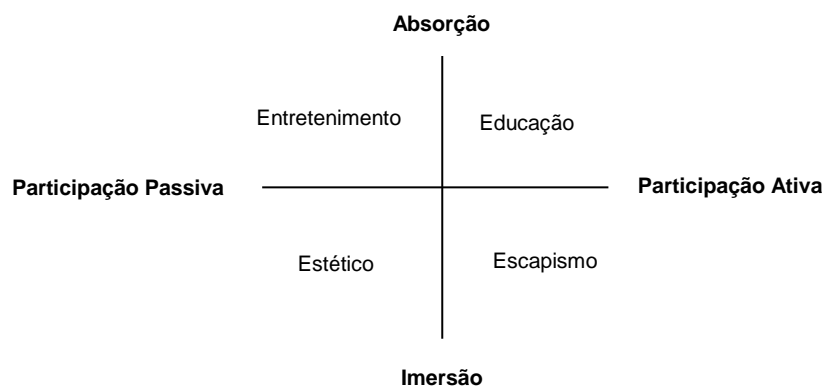 Absorção
Entretenimento
Educação
Participação Passiva
Participação Ativa
Estético
Escapismo
Imersão